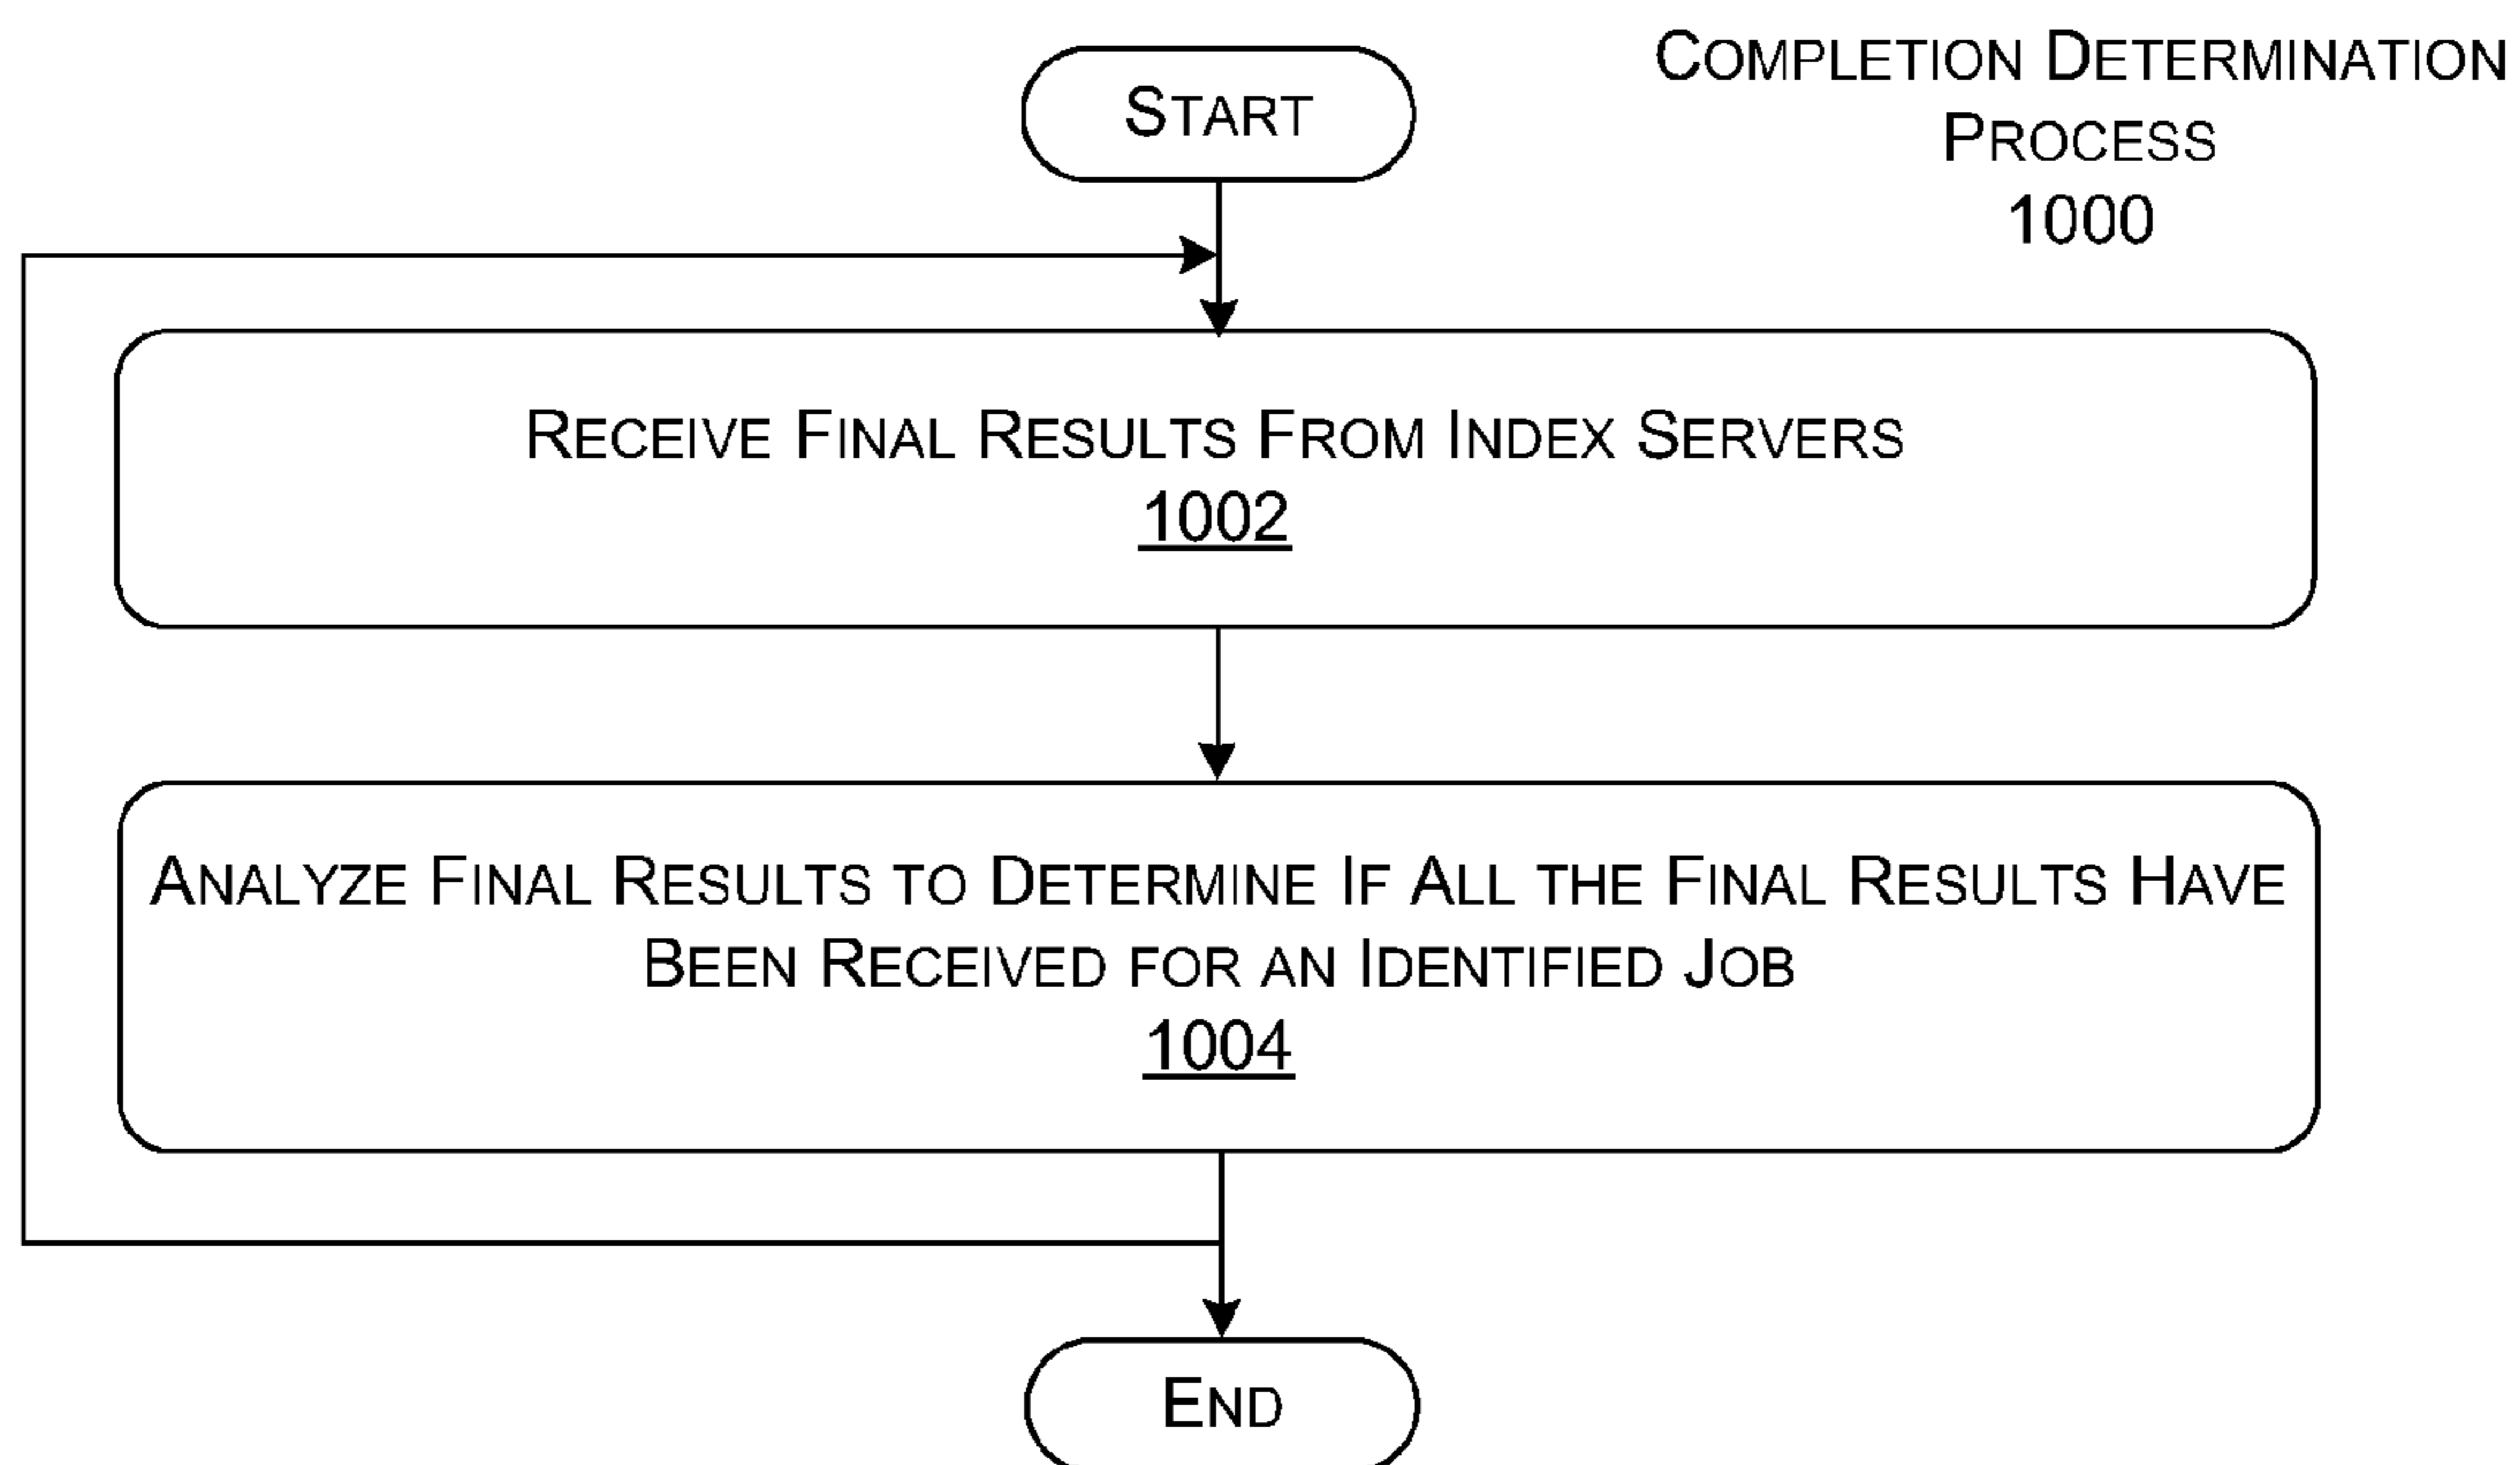 START
COMPLETION DETERMINATION
PROCESS
1000
RECEIVE FINAL RESULTS FROM INDEX SERVERS
1002
ANALYZE FINAL RESULTS TO DETERMINE IF ALL THE FINAL RESULTS HAVE
BEEN RECEIVED FOR AN IDENTIFIED JOB
1004
END